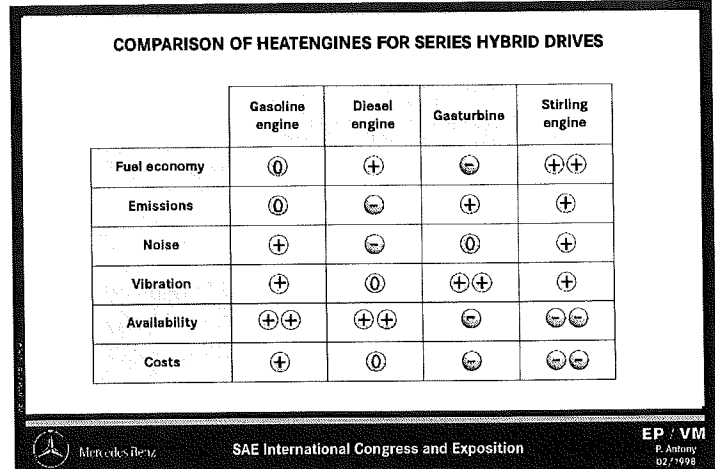 COMPARISON OF HEATENGINES FOR SERIES HYBRID DRIVES
Gasoline engine Diesel engine Gasturbine Stirling engine
Fuel economy 0 + - ++
Emissions 0 - + +
Noise + - 0 +
Vibration + 0 ++ +
Availability ++ ++ - --
Costs + 0 - --
Mercedes-Benz SAE International Congress and Exposition EP / VM
P. Antony
02/1998